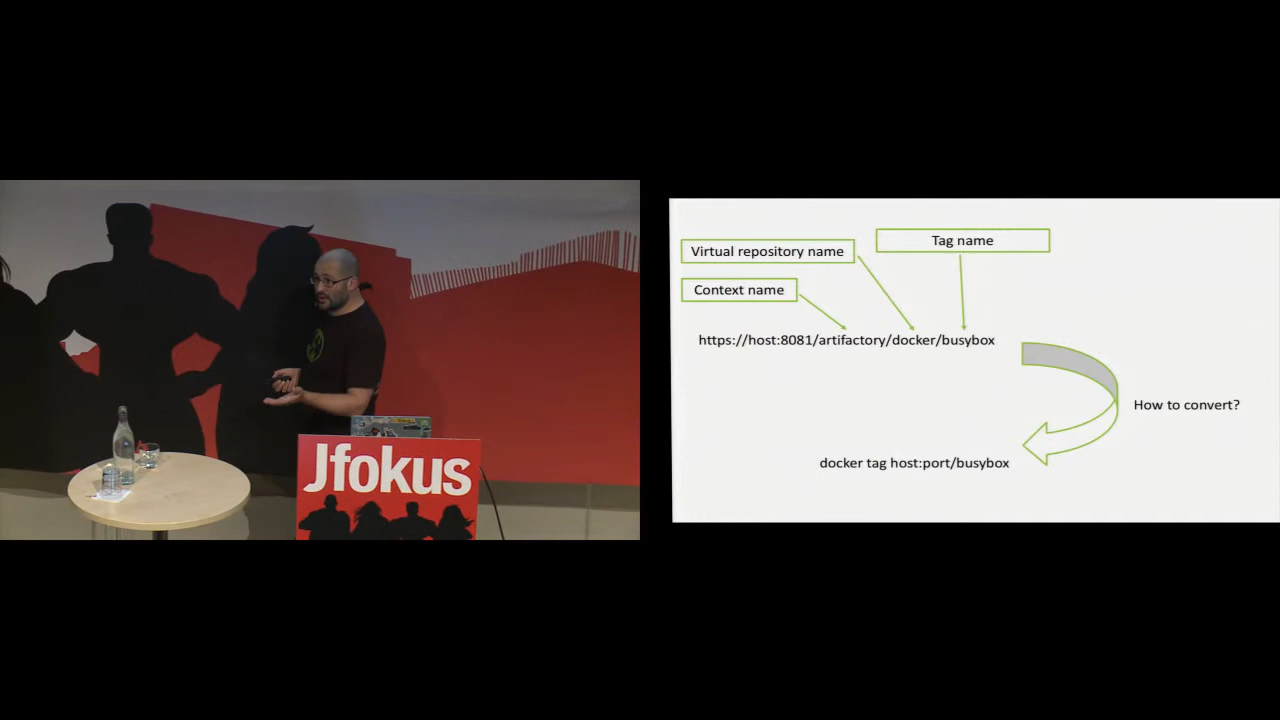 Jfokus
Tag name
Virtual repository name
Context name
https://host:8081/artifactory/docker/busybox
How to convert?
docker tag host:port/busybox